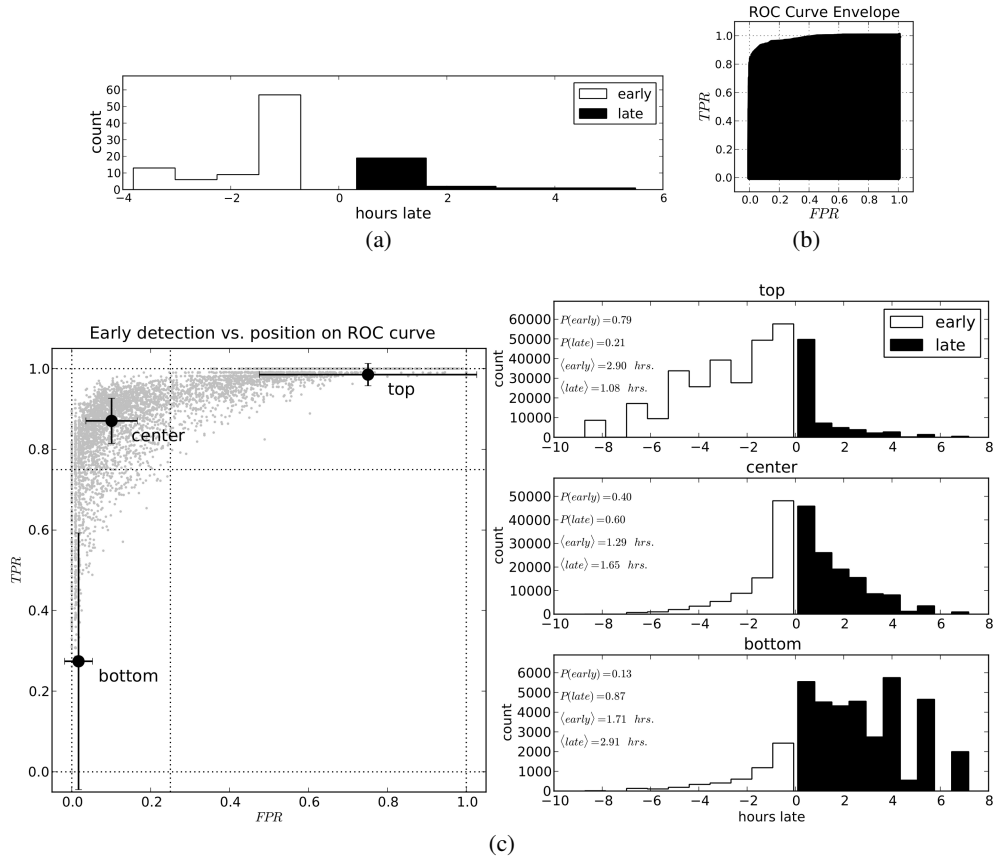 ROC Curve Envelope
count
60
50
40
30
20
10
0
−4
−2
0
2
4
6
hours late
early
late
(a)
TPR
1.0
0.8
0.6
0.4
0.2
0.0
0.0 0.2 0.4 0.6 0.8 1.0
FPR
(b)
Early detection vs. position on ROC curve
TPR
1.0
0.8
0.6
0.4
0.2
0.0
top
center
bottom
0.0 0.2 0.4 0.6 0.8 1.0
FPR
top
count
60000
50000
40000
30000
20000
10000
0
P(early)=0.79
P(late)=0.21
⟨early⟩=2.90 hrs.
⟨late⟩=1.08 hrs.
early
late
−10 −8 −6 −4 −2 0 2 4 6 8
center
count
50000
40000
30000
20000
10000
0
P(early)=0.40
P(late)=0.60
⟨early⟩=1.29 hrs.
⟨late⟩=1.65 hrs.
−10 −8 −6 −4 −2 0 2 4 6 8
bottom
count
6000
5000
4000
3000
2000
1000
0
P(early)=0.13
P(late)=0.87
⟨early⟩=1.71 hrs.
⟨late⟩=2.91 hrs.
−10 −8 −6 −4 −2 0 2 4 6 8
hours late
(c)